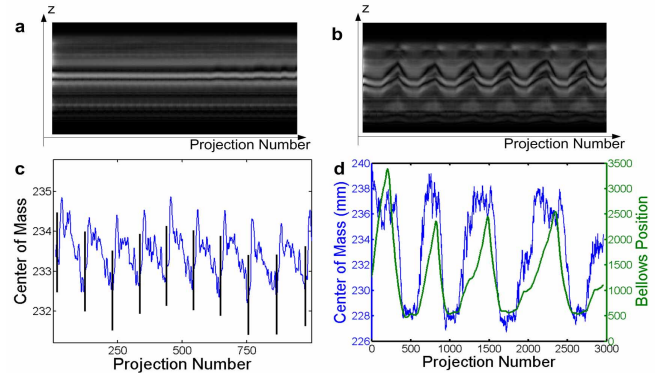 a
z
Projection Number
b
z
Projection Number
c
235
234
233
232
Center of Mass
250
500
750
Projection Number
d
240
238
236
234
232
230
228
226
Center of Mass (mm)
3500
3000
2500
2000
1500
1000
500
0
Bellows Position
0
500
1000
1500
2000
2500
3000
Projection Number